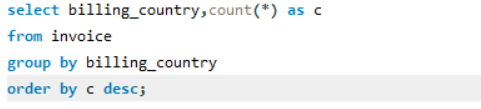 select billing_country,count(*) as c
from invoice
group by billing_country
order by c desc;